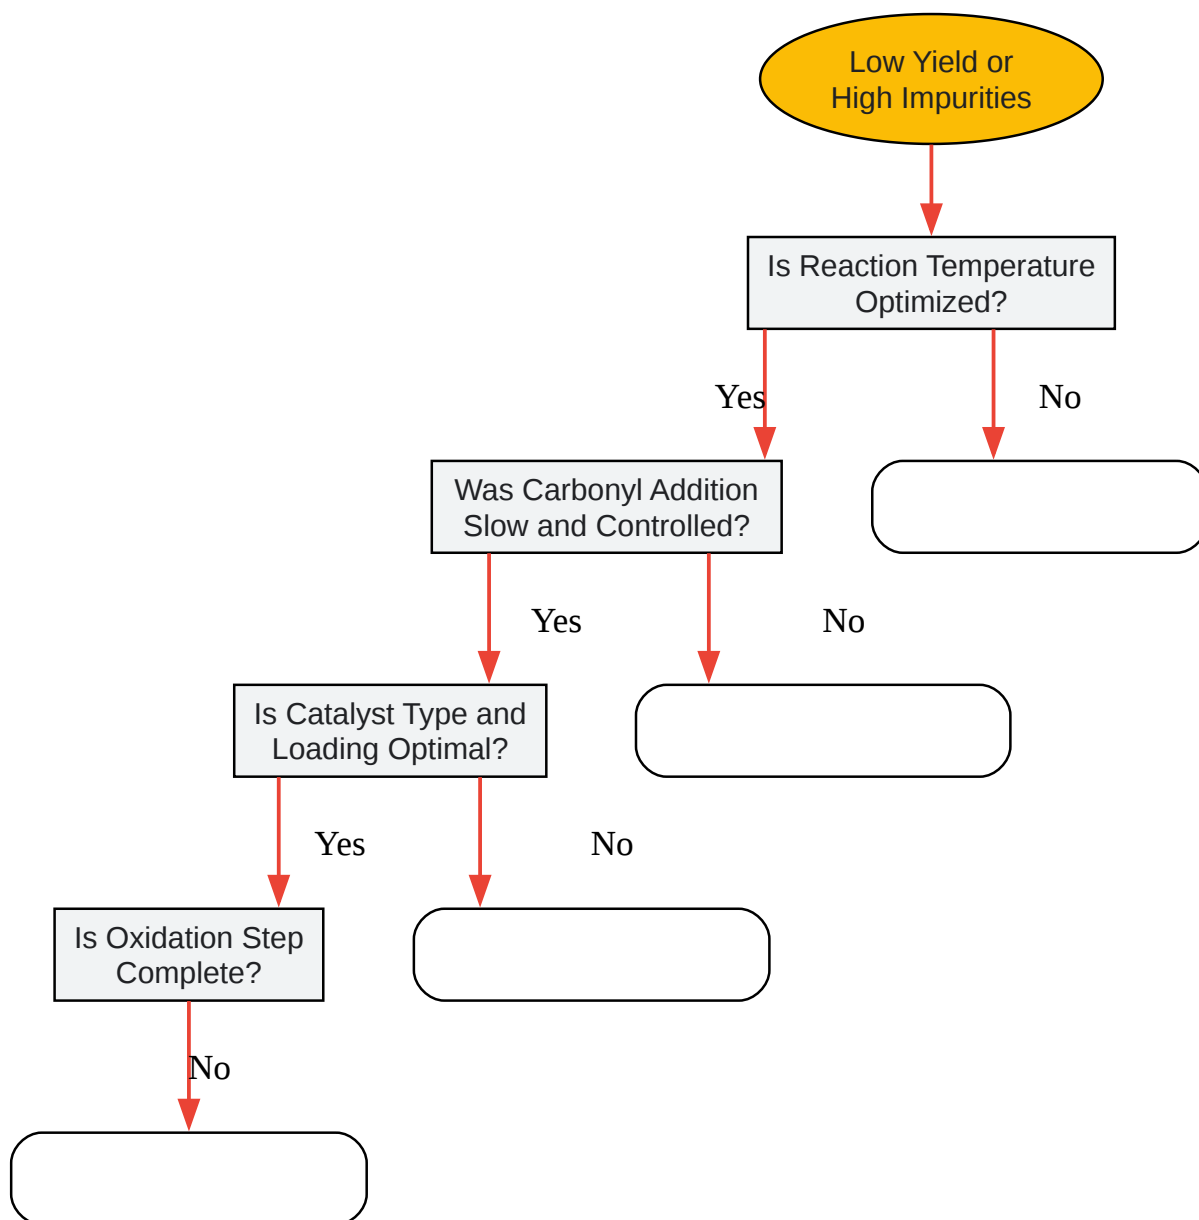 Low Yield or
High Impurities
Is Reaction Temperature
Optimized?
Yes
No
Was Carbonyl Addition
Slow and Controlled?
Yes
No
Is Catalyst Type and
Loading Optimal?
Yes
No
Is Oxidation Step
Complete?
No